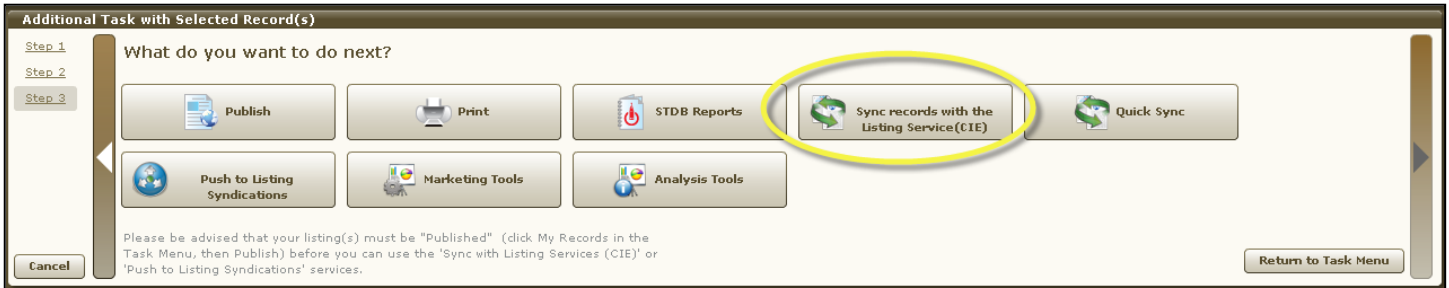 Additional Task with Selected Record(s)
Step 1
Step 2
Step 3
What do you want to do next?
Publish
Print
STDB Reports
Sync records with the
Listing Service(CIE)
Quick Sync
Push to Listing
Syndications
Marketing Tools
Analysis Tools
Please be advised that your listing(s) must be "Published" (click My Records in the
Task Menu, then Publish) before you can use the 'Sync with Listing Services (CIE)' or
'Push to Listing Syndications' services.
Cancel
Return to Task Menu